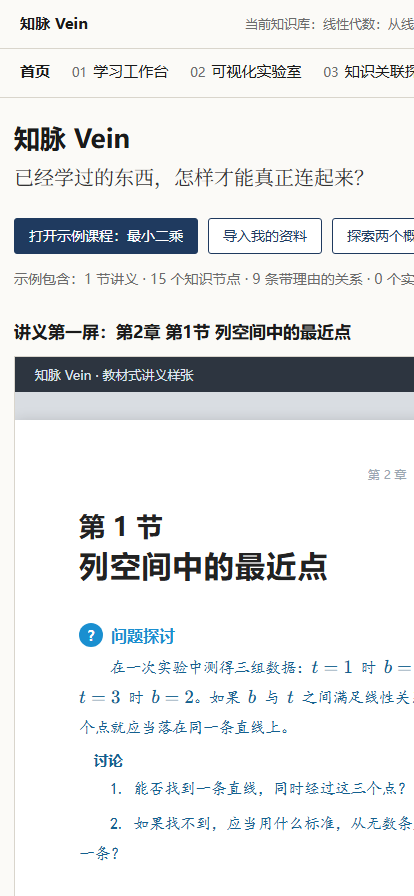 知脉 Vein 当前知识库：线性代数：从线
首页 01 学习工作台 02 可视化实验室 03 知识关联探
知脉 Vein
已经学过的东西，怎样才能真正连起来？
打开示例课程：最小二乘 导入我的资料 探索两个概
示例包含：1 节讲义 · 15 个知识节点 · 9 条带理由的关系 · 0 个实
讲义第一屏：第2章 第1节 列空间中的最近点
知脉 Vein · 教材式讲义样张
第 2 章
第 1 节
列空间中的最近点
? 问题探讨
在一次实验中测得三组数据：t = 1 时 b =
t = 3 时 b = 2。如果 b 与 t 之间满足线性关
个点就应当落在同一条直线上。
讨论
1. 能否找到一条直线，同时经过这三个点？
2. 如果找不到，应当用什么标准，从无数条
一条？